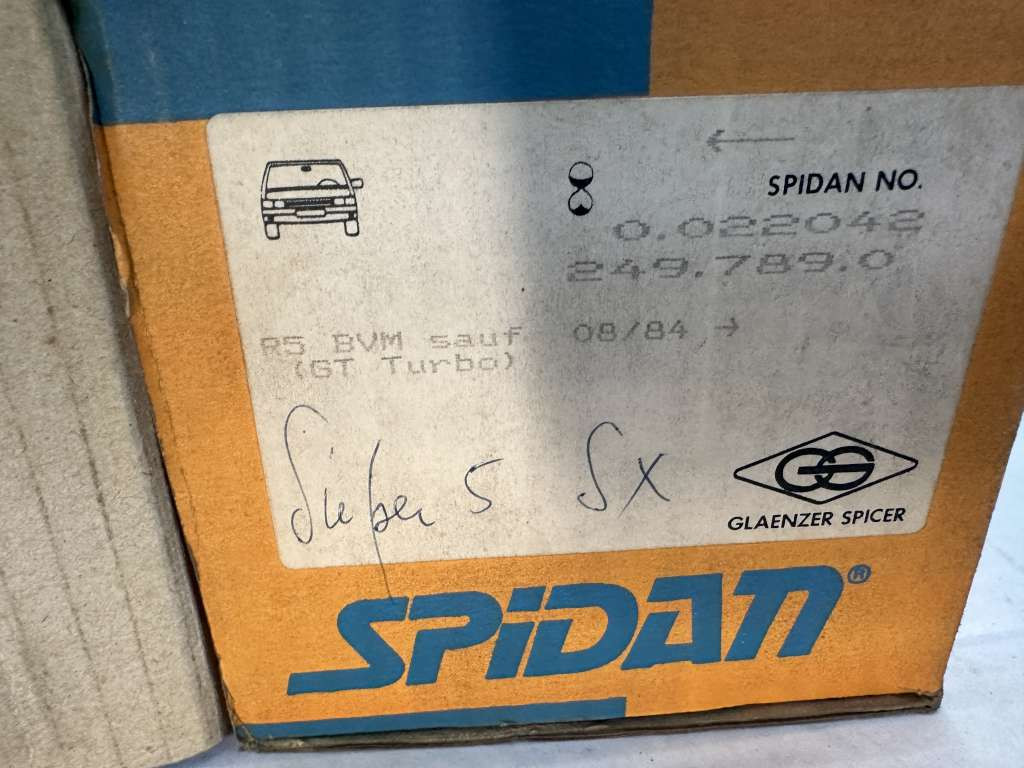 ←
SPIDAN NO.
0.022042
249.789.0
R5 BVM sauf 08/84 →
(GT Turbo)
Super 5 SX
GS
GLAENZER SPICER
SPiDAN®